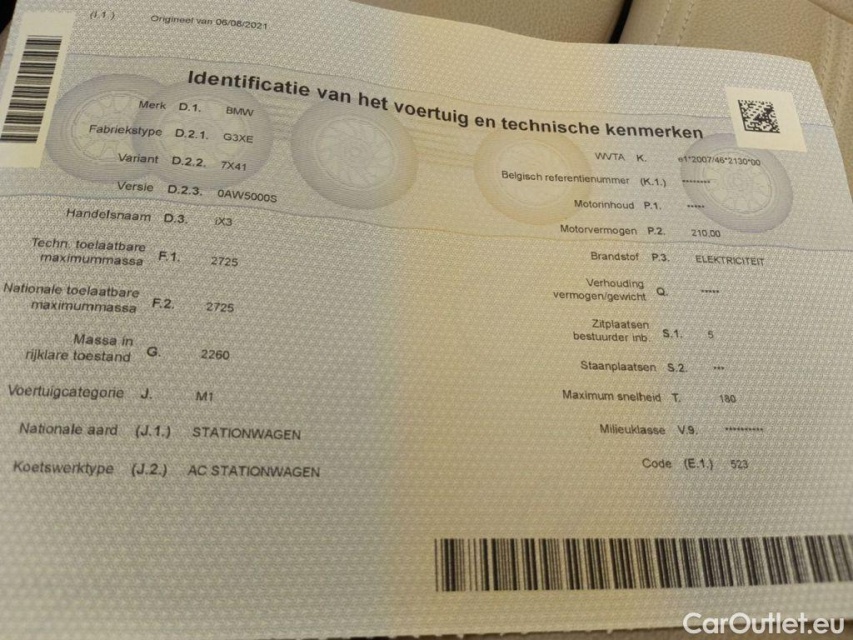 (I.1.) Origineel van 06/08/2021
Identificatie van het voertuig en technische kenmerken
Merk D.1. BMW
Fabriekstype D.2.1. G3XE
Variant D.2.2. 7X41
Versie D.2.3. 0AW5000S
Handelsnaam D.3. iX3
Techn. toelaatbare
maximummassa F.1. 2725
Nationale toelaatbare
maximummassa F.2. 2725
Massa in
rijklare toestand G. 2260
Voertuigcategorie J. M1
Nationale aard (J.1.) STATIONWAGEN
Koetswerktype (J.2.) AC STATIONWAGEN
WVTA K. e1*2007/46*2130*00
Belgisch referentienummer (K.1.) --------
Motorinhoud P.1. -----
Motorvermogen P.2. 210,00
Brandstof P.3. ELEKTRICITEIT
Verhouding
vermogen/gewicht Q. -----
Zitplaatsen
bestuurder inb. S.1. 5
Staanplaatsen S.2. ---
Maximum snelheid T. 180
Milieuklasse V.9. ----------
Code (E.1.) 523
CarOutlet.eu